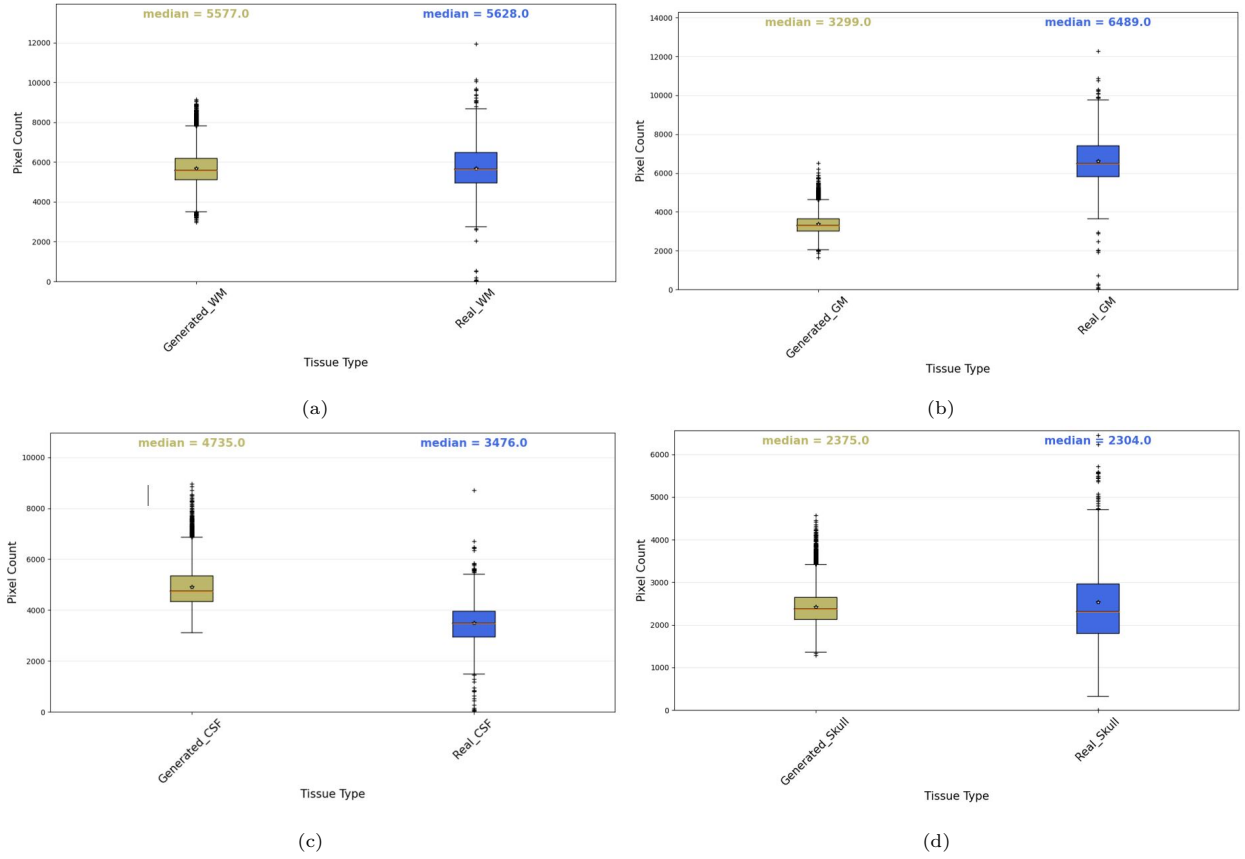 median = 5577.0 median = 5628.0
12000
10000
8000
6000
4000
2000
0
Pixel Count
Generated_WM Real_WM
Tissue Type
(a)
median = 3299.0 median = 6489.0
14000
12000
10000
8000
6000
4000
2000
0
Pixel Count
Generated_GM Real_GM
Tissue Type
(b)
median = 4735.0 median = 3476.0
10000
8000
6000
4000
2000
0
Pixel Count
Generated_CSF Real_CSF
Tissue Type
(c)
median = 2375.0 median = 2304.0
6000
5000
4000
3000
2000
1000
0
Pixel Count
Generated_Skull Real_Skull
Tissue Type
(d)